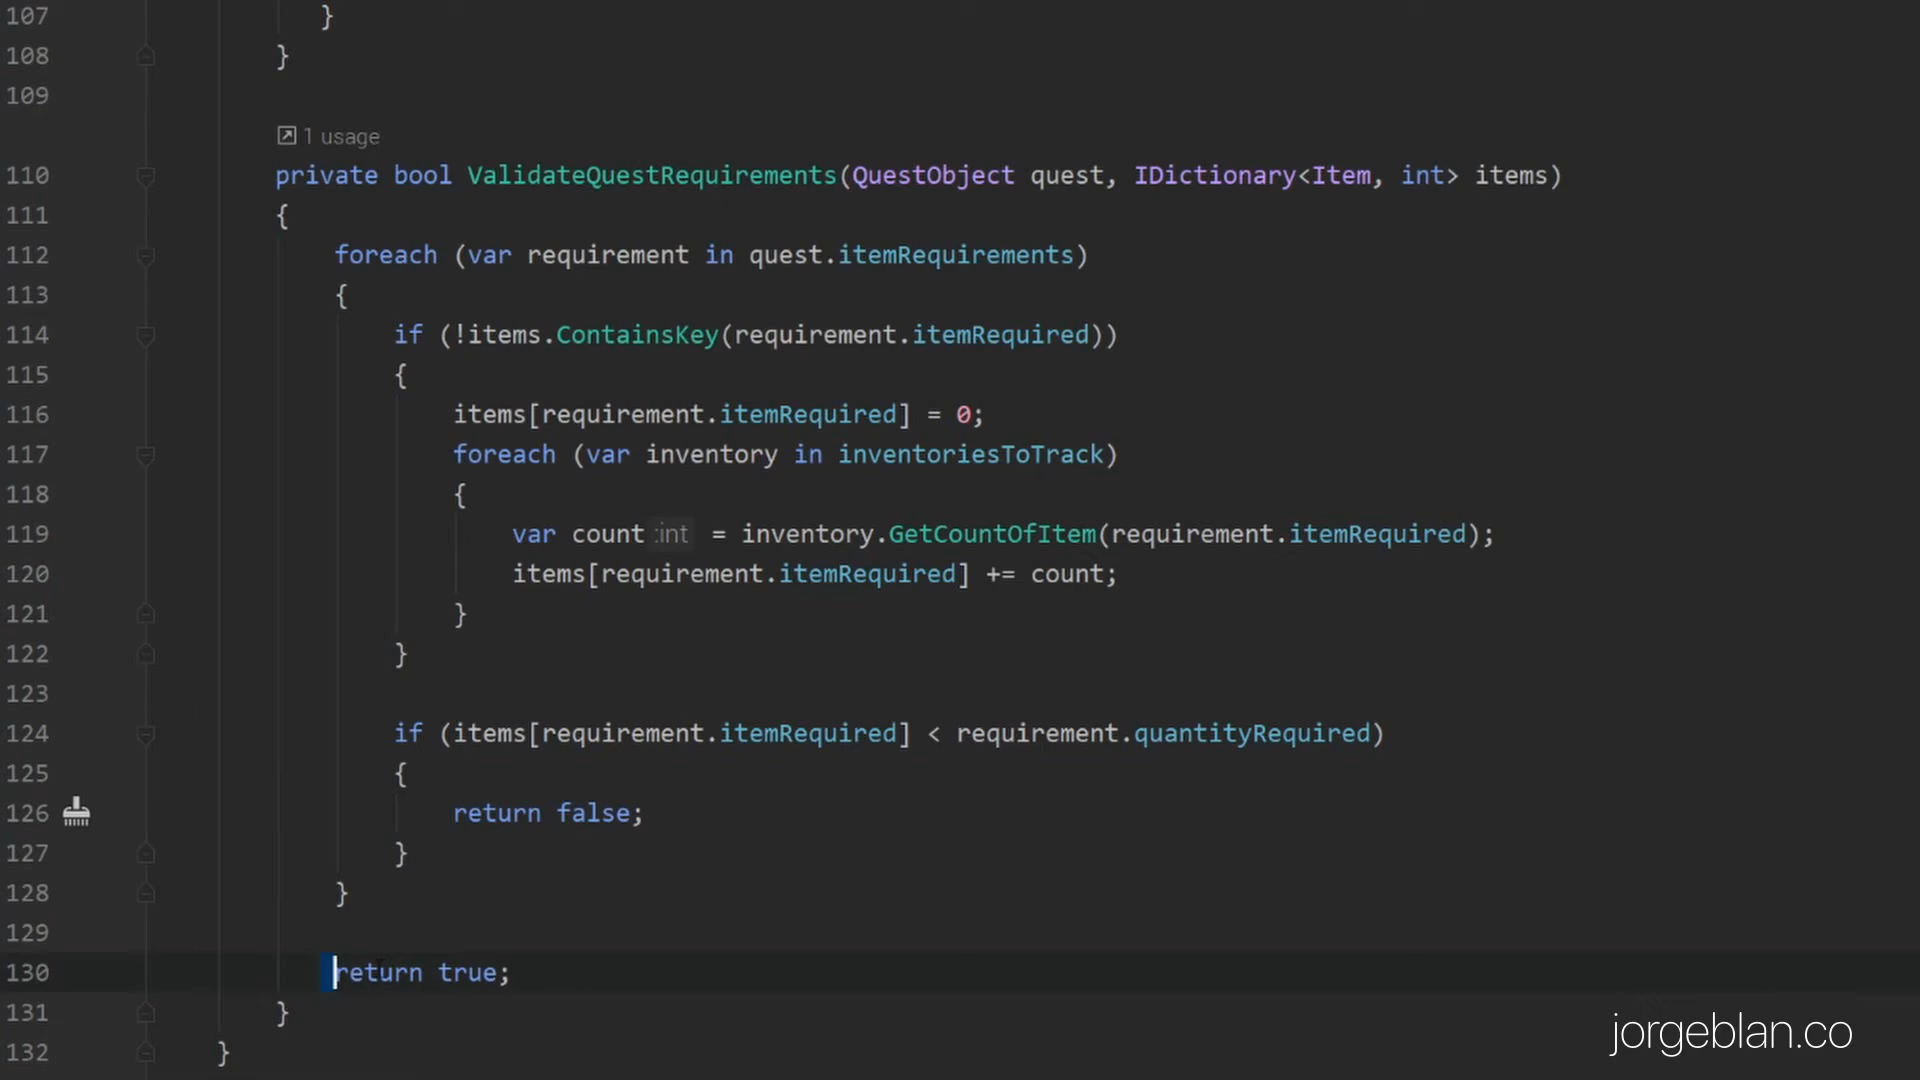 107 }
108 }
109
1 usage
110 private bool ValidateQuestRequirements(QuestObject quest, IDictionary<Item, int> items)
111 {
112 foreach (var requirement in quest.itemRequirements)
113 {
114 if (!items.ContainsKey(requirement.itemRequired))
115 {
116 items[requirement.itemRequired] = 0;
117 foreach (var inventory in inventoriesToTrack)
118 {
119 var count :int = inventory.GetCountOfItem(requirement.itemRequired);
120 items[requirement.itemRequired] += count;
121 }
122 }
123
124 if (items[requirement.itemRequired] < requirement.quantityRequired)
125 {
126 return false;
127 }
128 }
129
130 return true;
131 }
132 }
jorgeblan.co